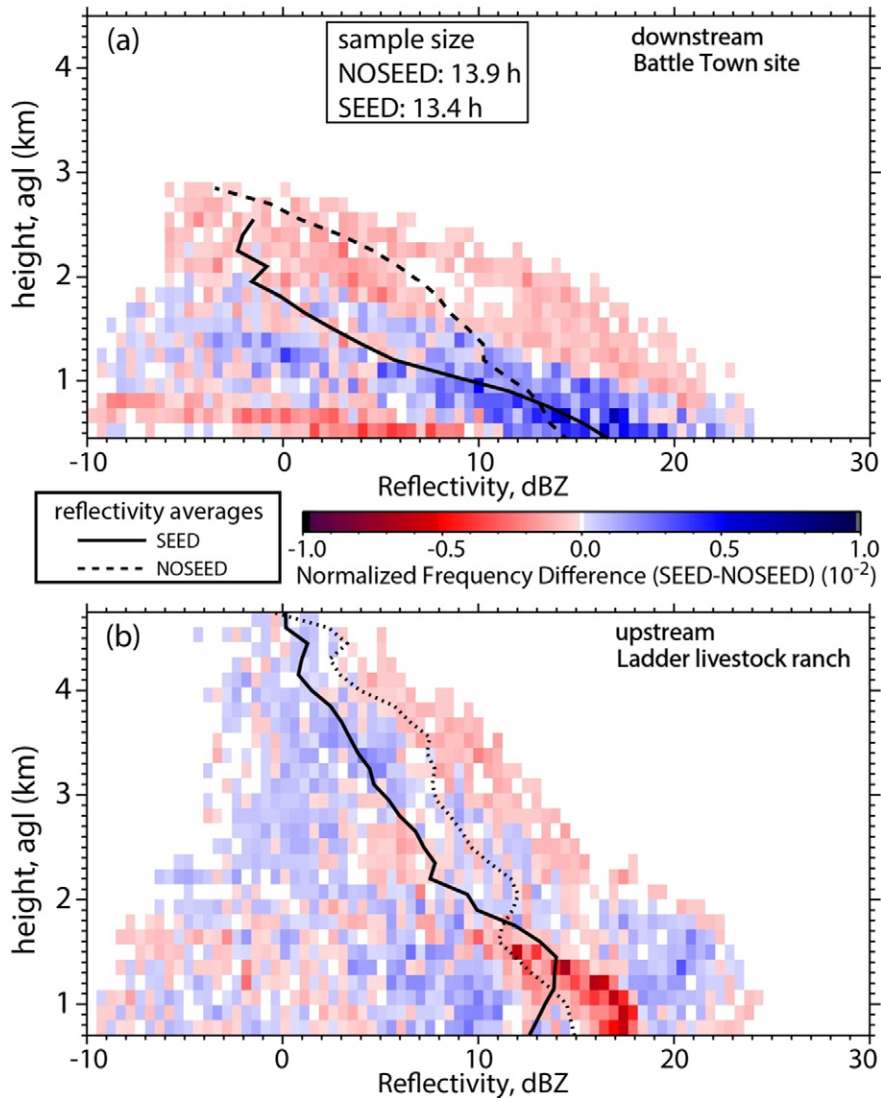 (a)
sample size
NOSEED: 13.9 h
SEED: 13.4 h
downstream
Battle Town site
height, agl (km)
4
3
2
1
-10 0 10 20 30
Reflectivity, dBZ
reflectivity averages
SEED
NOSEED
-1.0 -0.5 0.0 0.5 1.0
Normalized Frequency Difference (SEED-NOSEED) (10-2)
(b)
upstream
Ladder livestock ranch
height, agl (km)
4
3
2
1
-10 0 10 20 30
Reflectivity, dBZ